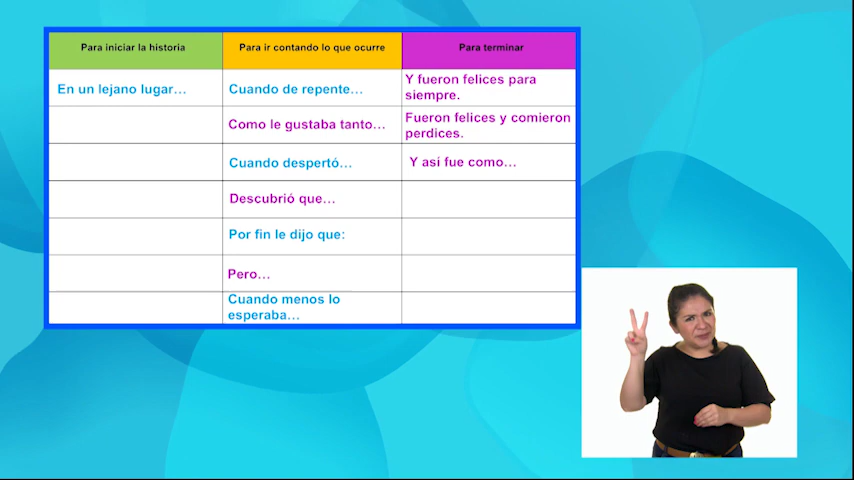 Para iniciar la historia
Para ir contando lo que ocurre
Para terminar
En un lejano lugar…
Cuando de repente…
Y fueron felices para
siempre.
Como le gustaba tanto…
Fueron felices y comieron
perdices.
Cuando despertó…
Y así fue como…
Descubrió que…
Por fin le dijo que:
Pero…
Cuando menos lo
esperaba…